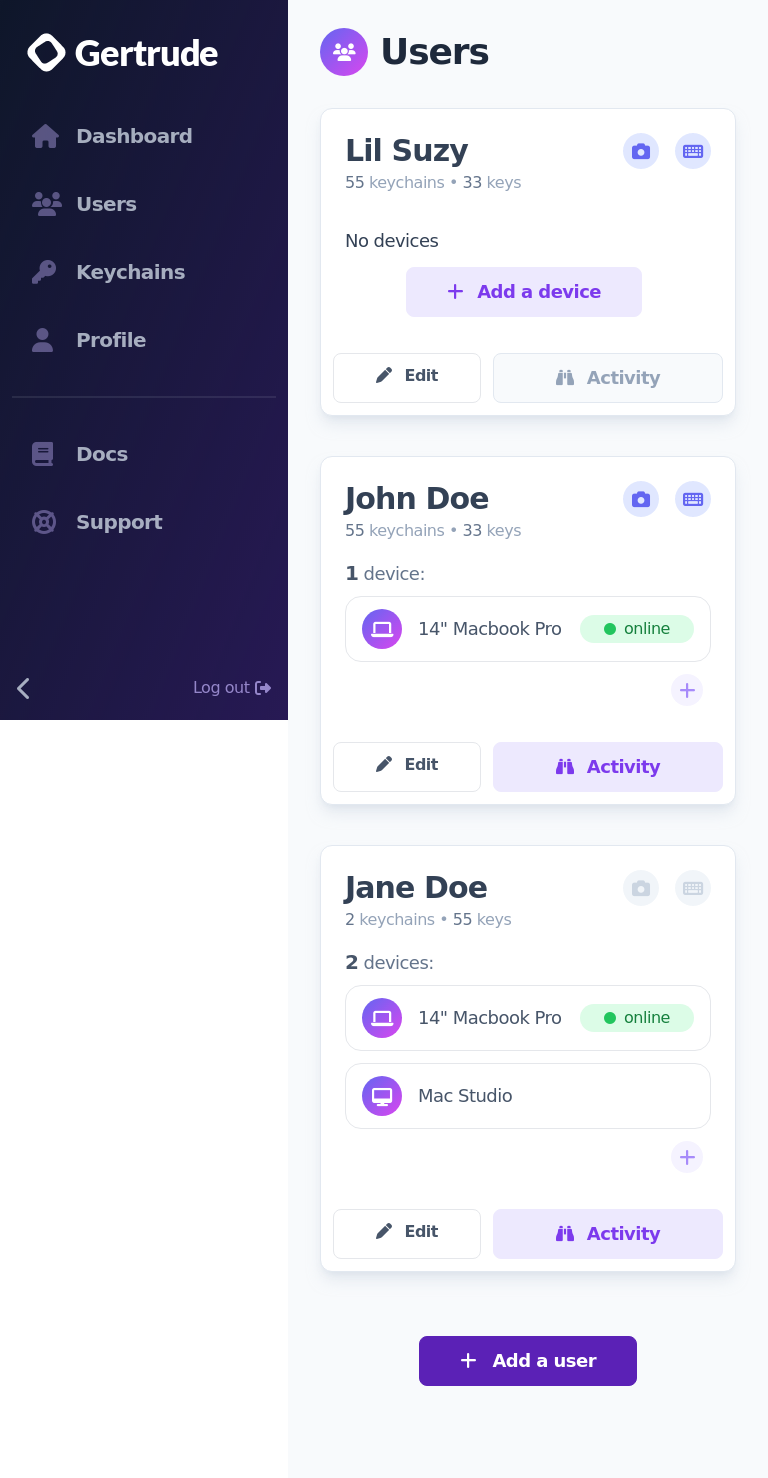 Gertrude
Dashboard
Users
Keychains
Profile
Docs
Support
Log out
Users
Lil Suzy
55 keychains • 33 keys
No devices
Add a device
Edit
Activity
John Doe
55 keychains • 33 keys
1 device:
14" Macbook Pro
online
Edit
Activity
Jane Doe
2 keychains • 55 keys
2 devices:
14" Macbook Pro
online
Mac Studio
Edit
Activity
Add a user